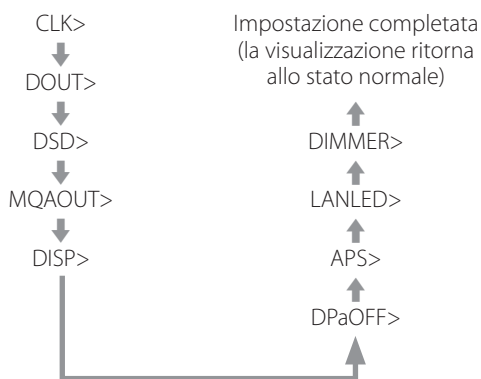 CLK>
DOUT>
DSD>
MQAOUT>
DISP>
DPaOFF>
APS>
LANLED>
DIMMER>
Impostazione completata
(la visualizzazione ritorna
allo stato normale)